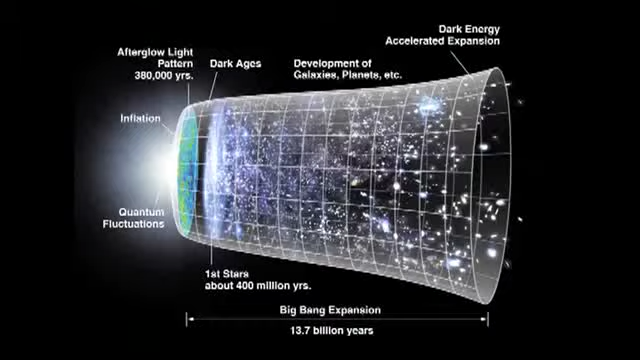 Dark Energy
Accelerated Expansion
Afterglow Light
Pattern
380,000 yrs.
Dark Ages
Development of
Galaxies, Planets, etc.
Inflation
Quantum
Fluctuations
1st Stars
about 400 million yrs.
Big Bang Expansion
13.7 billion years